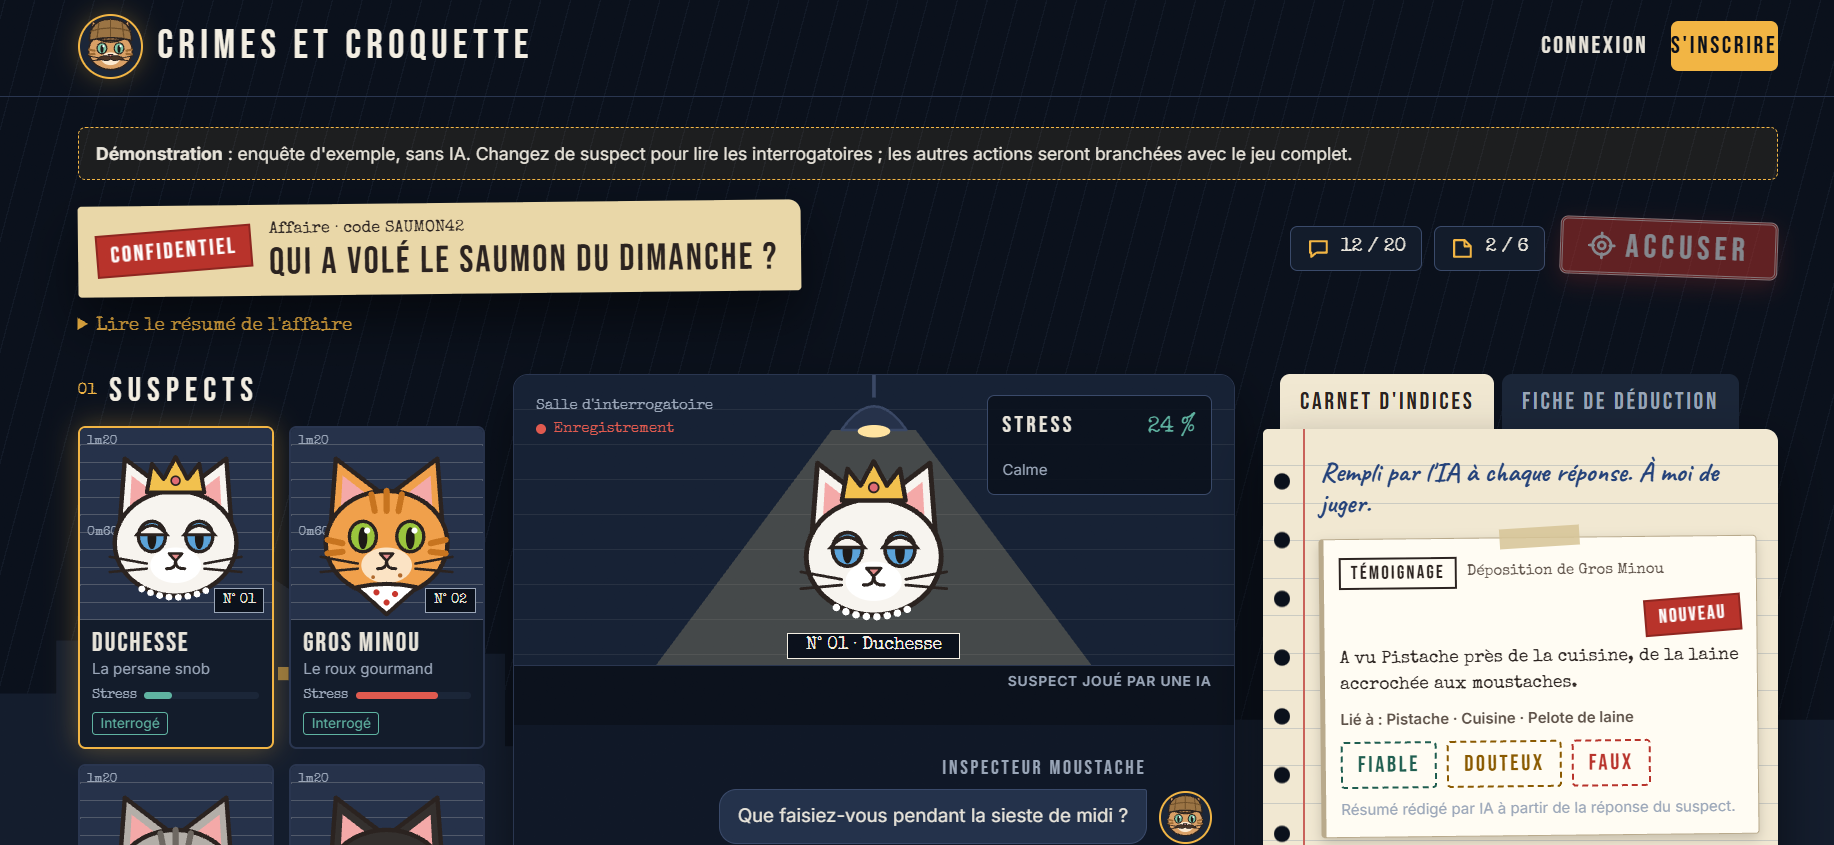 CRIMES ET CROQUETTE
CONNEXION
S'INSCRIRE
Démonstration : enquête d'exemple, sans IA. Changez de suspect pour lire les interrogatoires ; les autres actions seront branchées avec le jeu complet.
CONFIDENTIEL
Affaire · code SAUMON42
QUI A VOLÉ LE SAUMON DU DIMANCHE ?
12 / 20
2 / 6
ACCUSER
Lire le résumé de l'affaire
01 SUSPECTS
1m20
0m60
N° 01
DUCHESSE
La persane snob
Stress
Interrogé
1m20
0m60
N° 02
GROS MINOU
Le roux gourmand
Stress
Interrogé
1m20
1m20
Salle d'interrogatoire
Enregistrement
STRESS 24 %
Calme
N° 01 · Duchesse
SUSPECT JOUÉ PAR UNE IA
INSPECTEUR MOUSTACHE
Que faisiez-vous pendant la sieste de midi ?
CARNET D'INDICES
FICHE DE DÉDUCTION
Rempli par l'IA à chaque réponse. À moi de
juger.
TÉMOIGNAGE
Déposition de Gros Minou
NOUVEAU
A vu Pistache près de la cuisine, de la laine
accrochée aux moustaches.
Lié à : Pistache · Cuisine · Pelote de laine
FIABLE
DOUTEUX
FAUX
Résumé rédigé par IA à partir de la réponse du suspect.